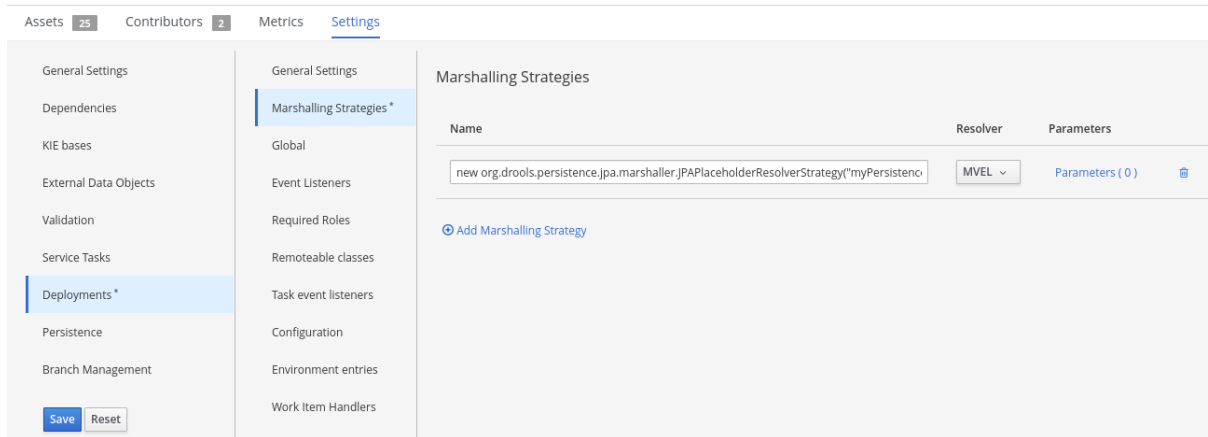 Assets 25 Contributors 2 Metrics Settings
General Settings
Dependencies
KIE bases
External Data Objects
Validation
Service Tasks
Deployments *
Persistence
Branch Management
Save Reset
General Settings
Marshalling Strategies *
Global
Event Listeners
Required Roles
Remoteable classes
Task event listeners
Configuration
Environment entries
Work Item Handlers
Marshalling Strategies
Name Resolver Parameters
new org.drools.persistence.jpa.marshaller.JPAPlaceholderResolverStrategy("myPersistenc MVEL Parameters ( 0 )
Add Marshalling Strategy